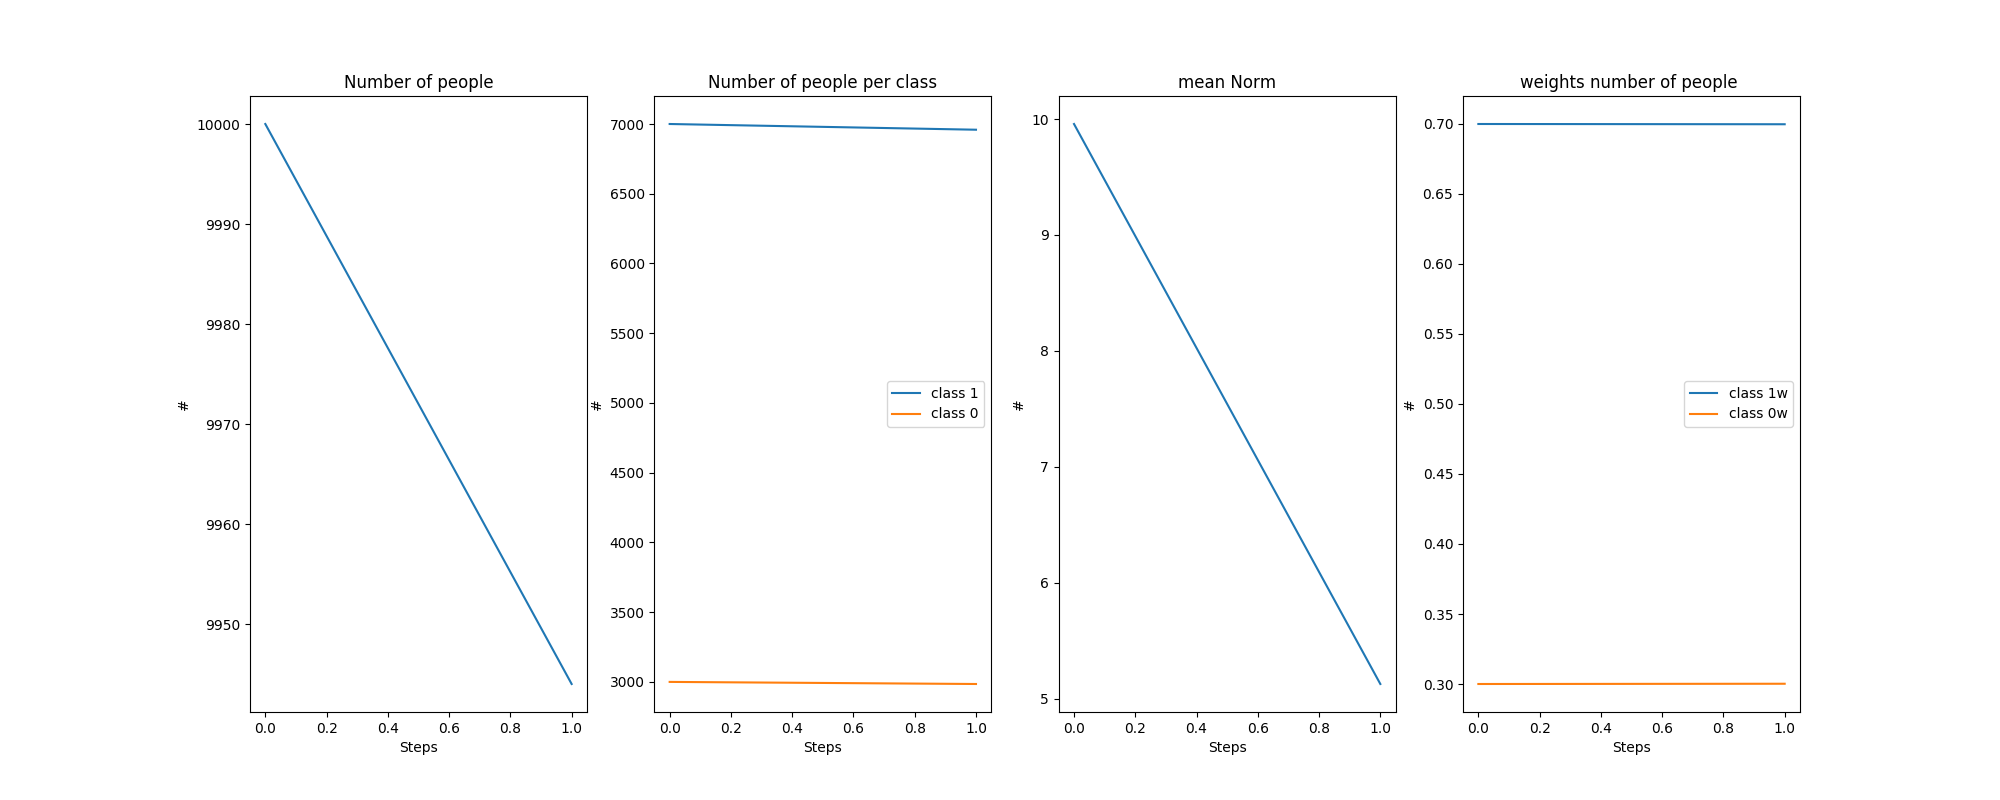 Number of people
10000
9990
9980
9970
9960
9950
#
0.0 0.2 0.4 0.6 0.8 1.0
Steps
Number of people per class
7000
6500
6000
5500
5000
4500
4000
3500
3000
#
class 1
class 0
0.0 0.2 0.4 0.6 0.8 1.0
Steps
mean Norm
10
9
8
7
6
5
#
0.0 0.2 0.4 0.6 0.8 1.0
Steps
weights number of people
0.70
0.65
0.60
0.55
0.50
0.45
0.40
0.35
0.30
#
class 1w
class 0w
0.0 0.2 0.4 0.6 0.8 1.0
Steps